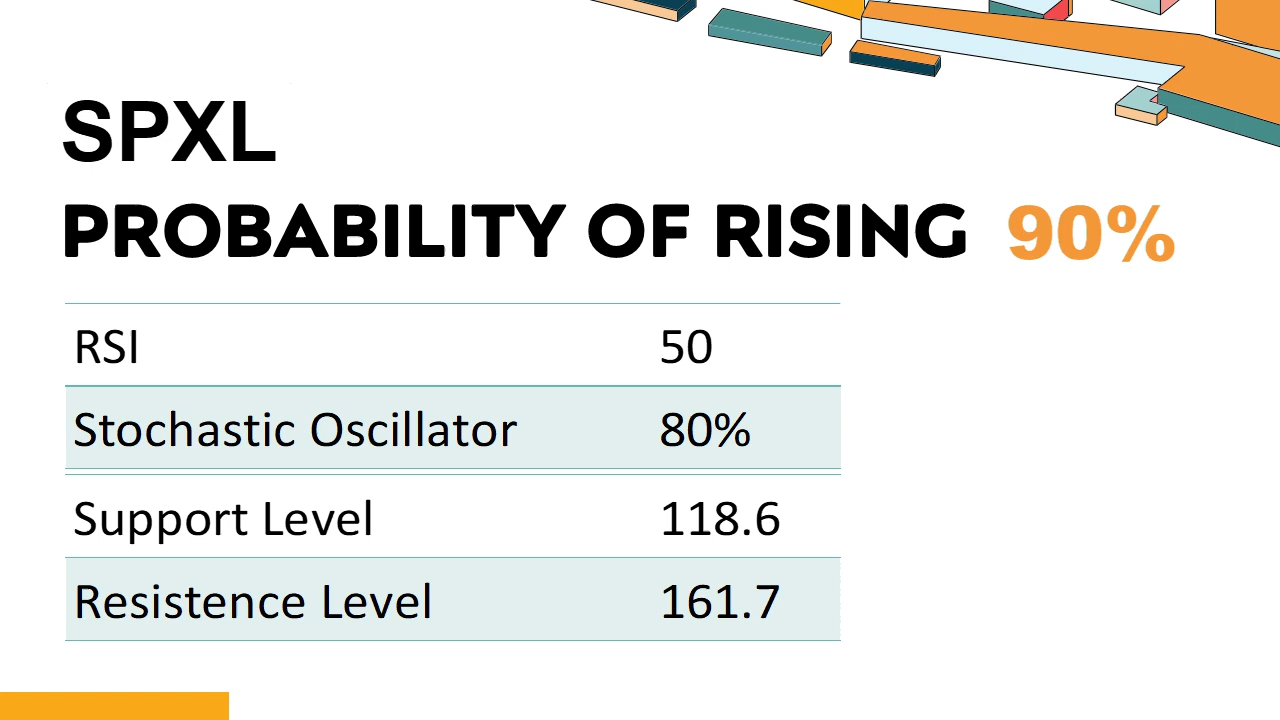 SPXL
PROBABILITY OF RISING 90%
RSI 50
Stochastic Oscillator 80%
Support Level 118.6
Resistence Level 161.7